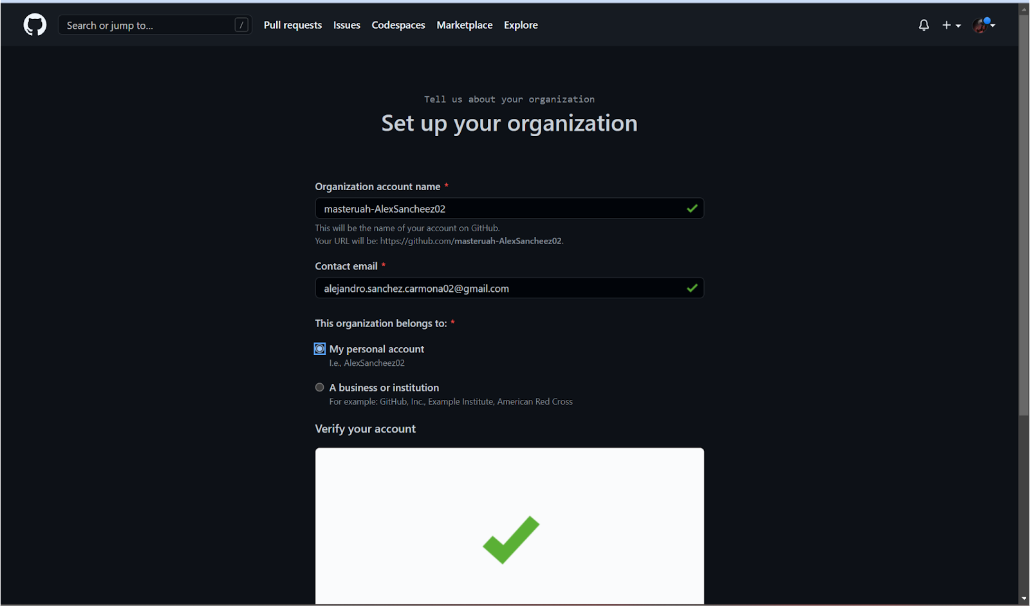 Search or jump to... /
Pull requests Issues Codespaces Marketplace Explore
Tell us about your organization
Set up your organization
Organization account name *
masteruah-AlexSancheez02
This will be the name of your account on GitHub.
Your URL will be: https://github.com/masteruah-AlexSancheez02.
Contact email *
alejandro.sanchez.carmona02@gmail.com
This organization belongs to: *
My personal account
I.e., AlexSancheez02
A business or institution
For example: GitHub, Inc., Example Institute, American Red Cross
Verify your account